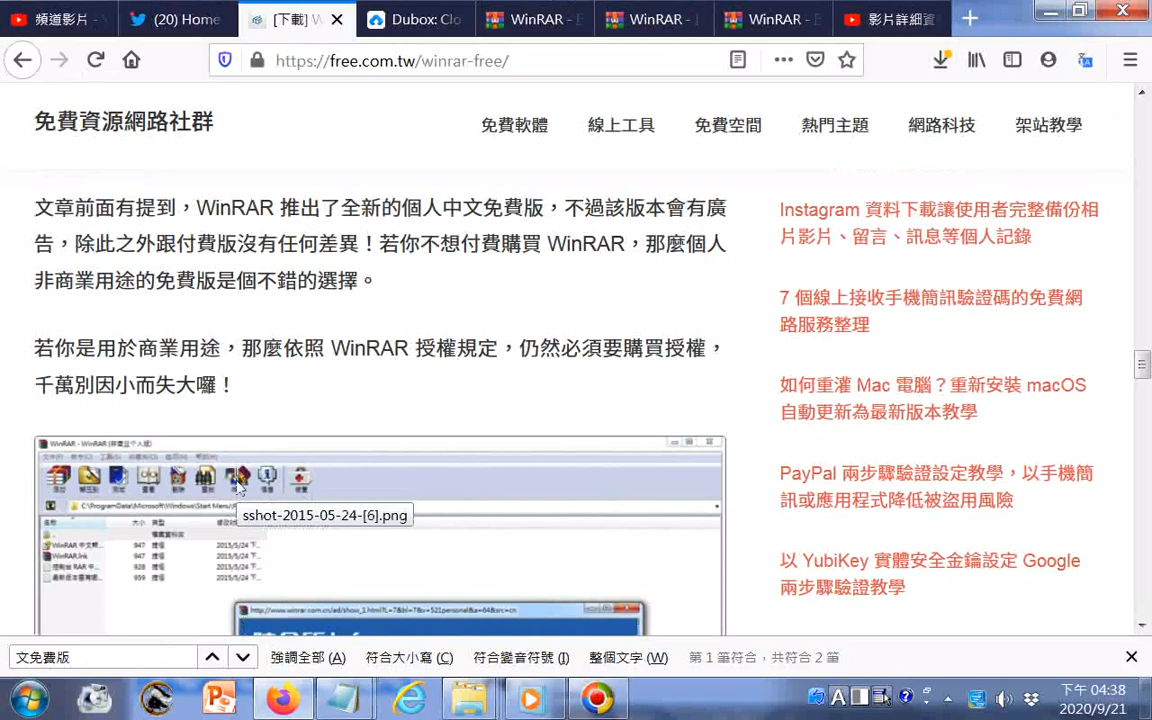 頻道影片 -
(20) Home
[下載] W
Dubox: Clo
WinRAR - E
WinRAR -
WinRAR - E
影片詳細資
https://free.com.tw/winrar-free/
免費資源網路社群
免費軟體 線上工具 免費空間 熱門主題 網路科技 架站教學
文章前面有提到，WinRAR 推出了全新的個人中文免費版，不過該版本會有廣
告，除此之外跟付費版沒有任何差異！若你不想付費購買 WinRAR，那麼個人
非商業用途的免費版是個不錯的選擇。
若你是用於商業用途，那麼依照 WinRAR 授權規定，仍然必須要購買授權，
千萬別因小而失大囉！
Instagram 資料下載讓使用者完整備份相
片影片、留言、訊息等個人記錄
7 個線上接收手機簡訊驗證碼的免費網
路服務整理
如何重灌 Mac 電腦？重新安裝 macOS
自動更新為最新版本教學
PayPal 兩步驟驗證設定教學，以手機簡
訊或應用程式降低被盜用風險
以 YubiKey 實體安全金鑰設定 Google
兩步驟驗證教學
sshot-2015-05-24-[6].png
http://www.winrar.com.cn/ad/show_1.html?L=7&bl=7&v=521personal&a=64&src=cn
文免費版
強調全部 (A) 符合大小寫 (C) 符合變音符號 (I) 整個文字 (W) 第 1 筆符合，共符合 2 筆
下午 04:38
2020/9/21